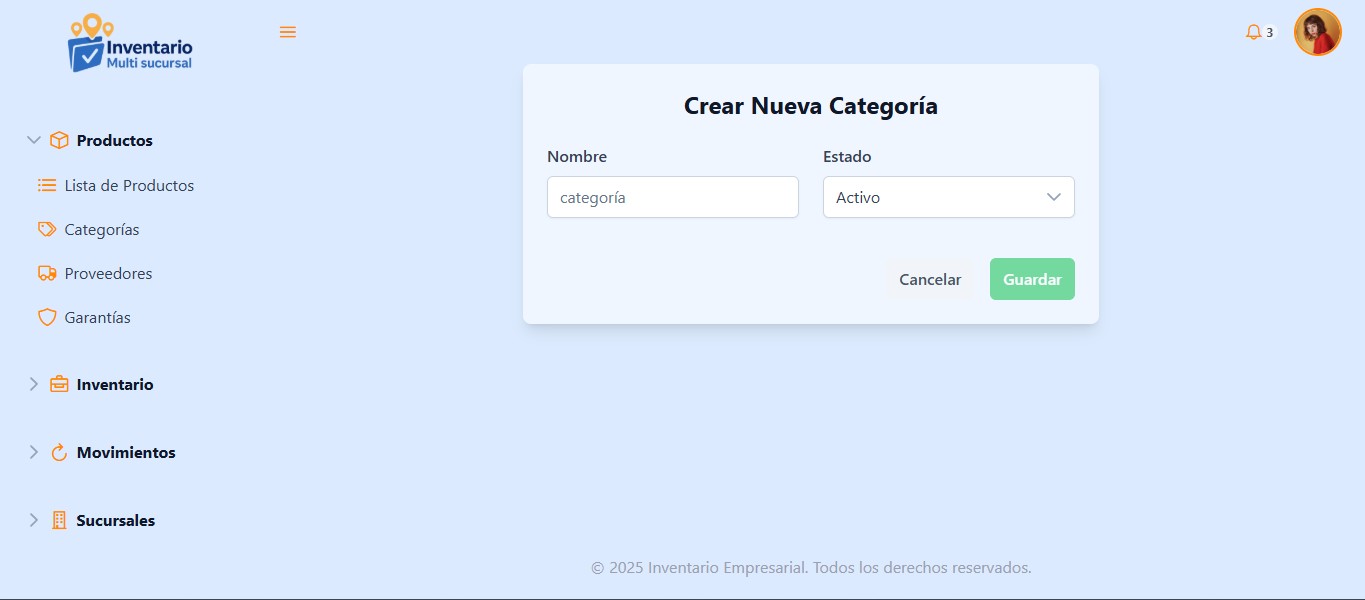 Inventario
Multi sucursal
3
Productos
Lista de Productos
Categorías
Proveedores
Garantías
Inventario
Movimientos
Sucursales
Crear Nueva Categoría
Nombre Estado
categoría Activo
Cancelar Guardar
© 2025 Inventario Empresarial. Todos los derechos reservados.